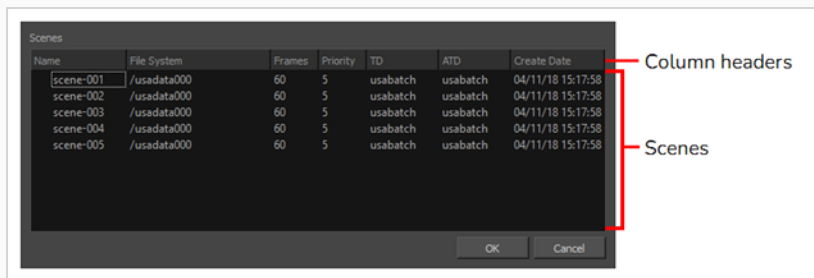 Scenes
Name File System Frames Priority TD ATD Create Date
scene-001 /usadata000 60 5 usabatch usabatch 04/11/18 15:17:58
scene-002 /usadata000 60 5 usabatch usabatch 04/11/18 15:17:58
scene-003 /usadata000 60 5 usabatch usabatch 04/11/18 15:17:58
scene-004 /usadata000 60 5 usabatch usabatch 04/11/18 15:17:58
scene-005 /usadata000 60 5 usabatch usabatch 04/11/18 15:17:58
OK Cancel
Column headers
Scenes